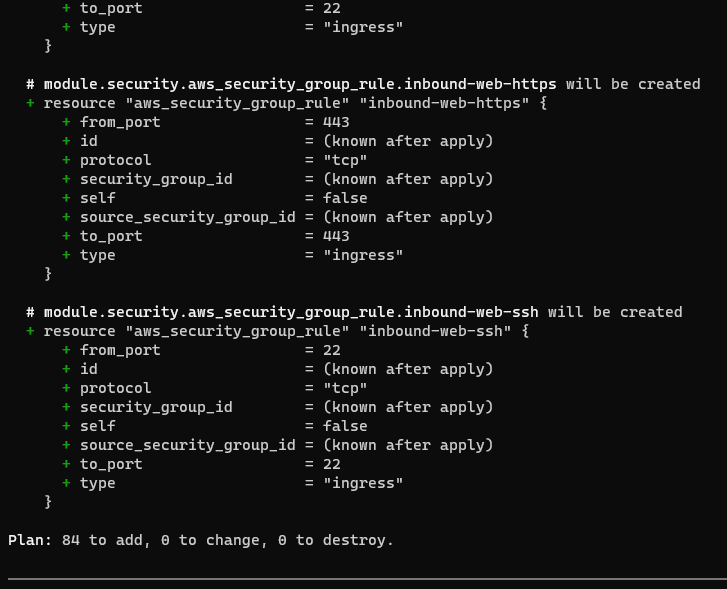 + to_port                  = 22
+ type                     = "ingress"
}
# module.security.aws_security_group_rule.inbound-web-https will be created
+ resource "aws_security_group_rule" "inbound-web-https" {
+ from_port                = 443
+ id                       = (known after apply)
+ protocol                 = "tcp"
+ security_group_id        = (known after apply)
+ self                     = false
+ source_security_group_id = (known after apply)
+ to_port                  = 443
+ type                     = "ingress"
}
# module.security.aws_security_group_rule.inbound-web-ssh will be created
+ resource "aws_security_group_rule" "inbound-web-ssh" {
+ from_port                = 22
+ id                       = (known after apply)
+ protocol                 = "tcp"
+ security_group_id        = (known after apply)
+ self                     = false
+ source_security_group_id = (known after apply)
+ to_port                  = 22
+ type                     = "ingress"
}
Plan: 84 to add, 0 to change, 0 to destroy.